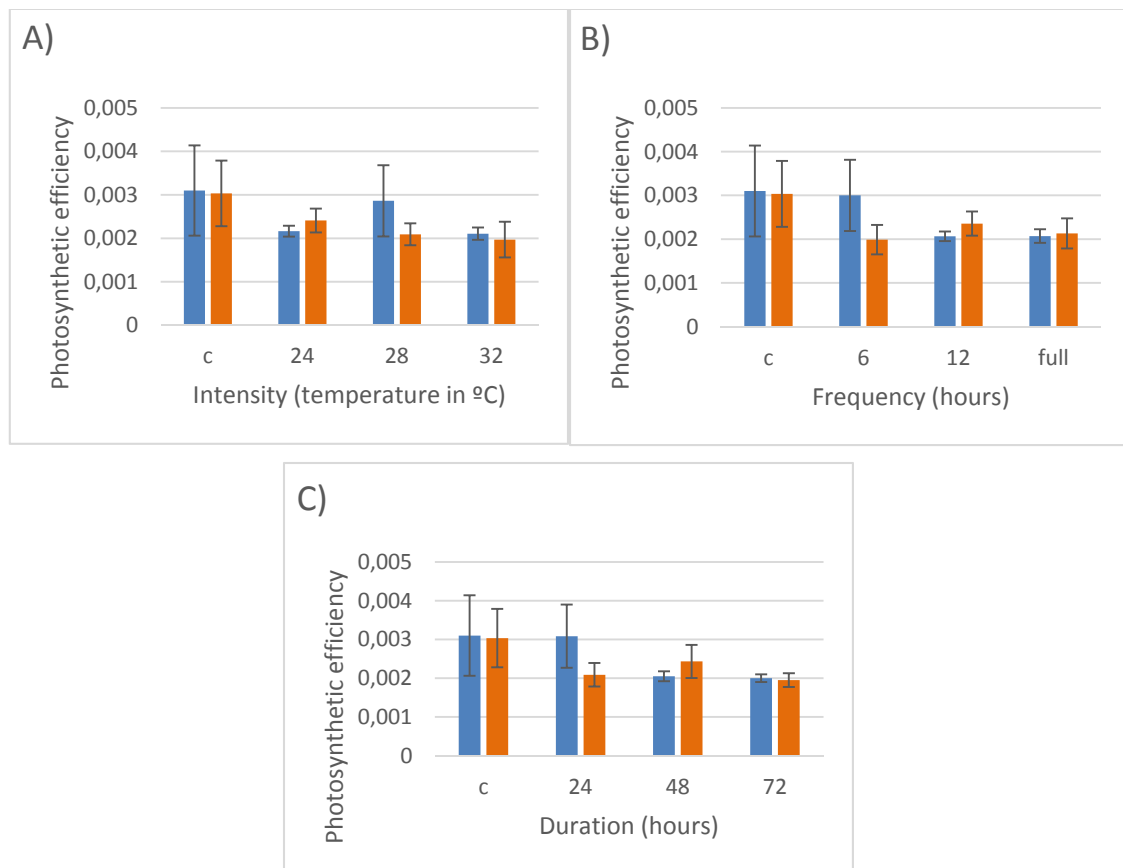 A)
Photosynthetic efficiency
0,005
0,004
0,003
0,002
0,001
0
c 24 28 32
Intensity (temperature in ºC)
B)
Photosynthetic efficiency
0,005
0,004
0,003
0,002
0,001
0
c 6 12 full
Frequency (hours)
C)
Photosynthetic efficiency
0,005
0,004
0,003
0,002
0,001
0
c 24 48 72
Duration (hours)